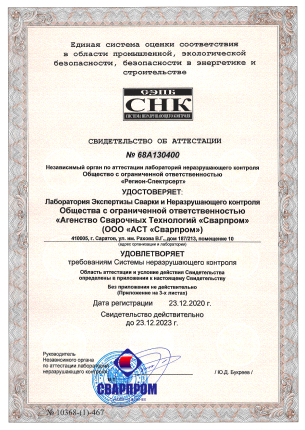 Единая система оценки соответствия
в области промышленной, экологической
безопасности, безопасности в энергетике и
строительстве
СЭПБ
СНК
СИСТЕМА НЕРАЗРУШАЮЩЕГО КОНТРОЛЯ
СВИДЕТЕЛЬСТВО ОБ АТТЕСТАЦИИ
№ 68А130400
Независимый орган по аттестации лабораторий неразрушающего контроля
Общество с ограниченной ответственностью
«Регион-Спектрсерт»
УДОСТОВЕРЯЕТ:
Лаборатория Экспертизы Сварки и Неразрушающего контроля
Общества с ограниченной ответственностью
«Агенство Сварочных Технологий «Сварпром»
(ООО «АСТ «Сварпром»)
410005, г. Саратов, ул. им. Рахова В.Г., дом 187/213, помещение 10
(адрес организации и лаборатории)
УДОВЛЕТВОРЯЕТ
требованиям Системы неразрушающего контроля
Область аттестации и условия действия Свидетельства
определены в приложении к настоящему Свидетельству
Без приложения не действительно
(Приложение на 3-х листах)
Дата регистрации 23.12.2020 г.
Свидетельство действительно
до 23.12.2023 г.
Руководитель
Независимого органа
по аттестации лабораторий
неразрушающего контроля
/ Ю.Д. Букреев /
СВАРПРОМ
№ 10368-(1)-467